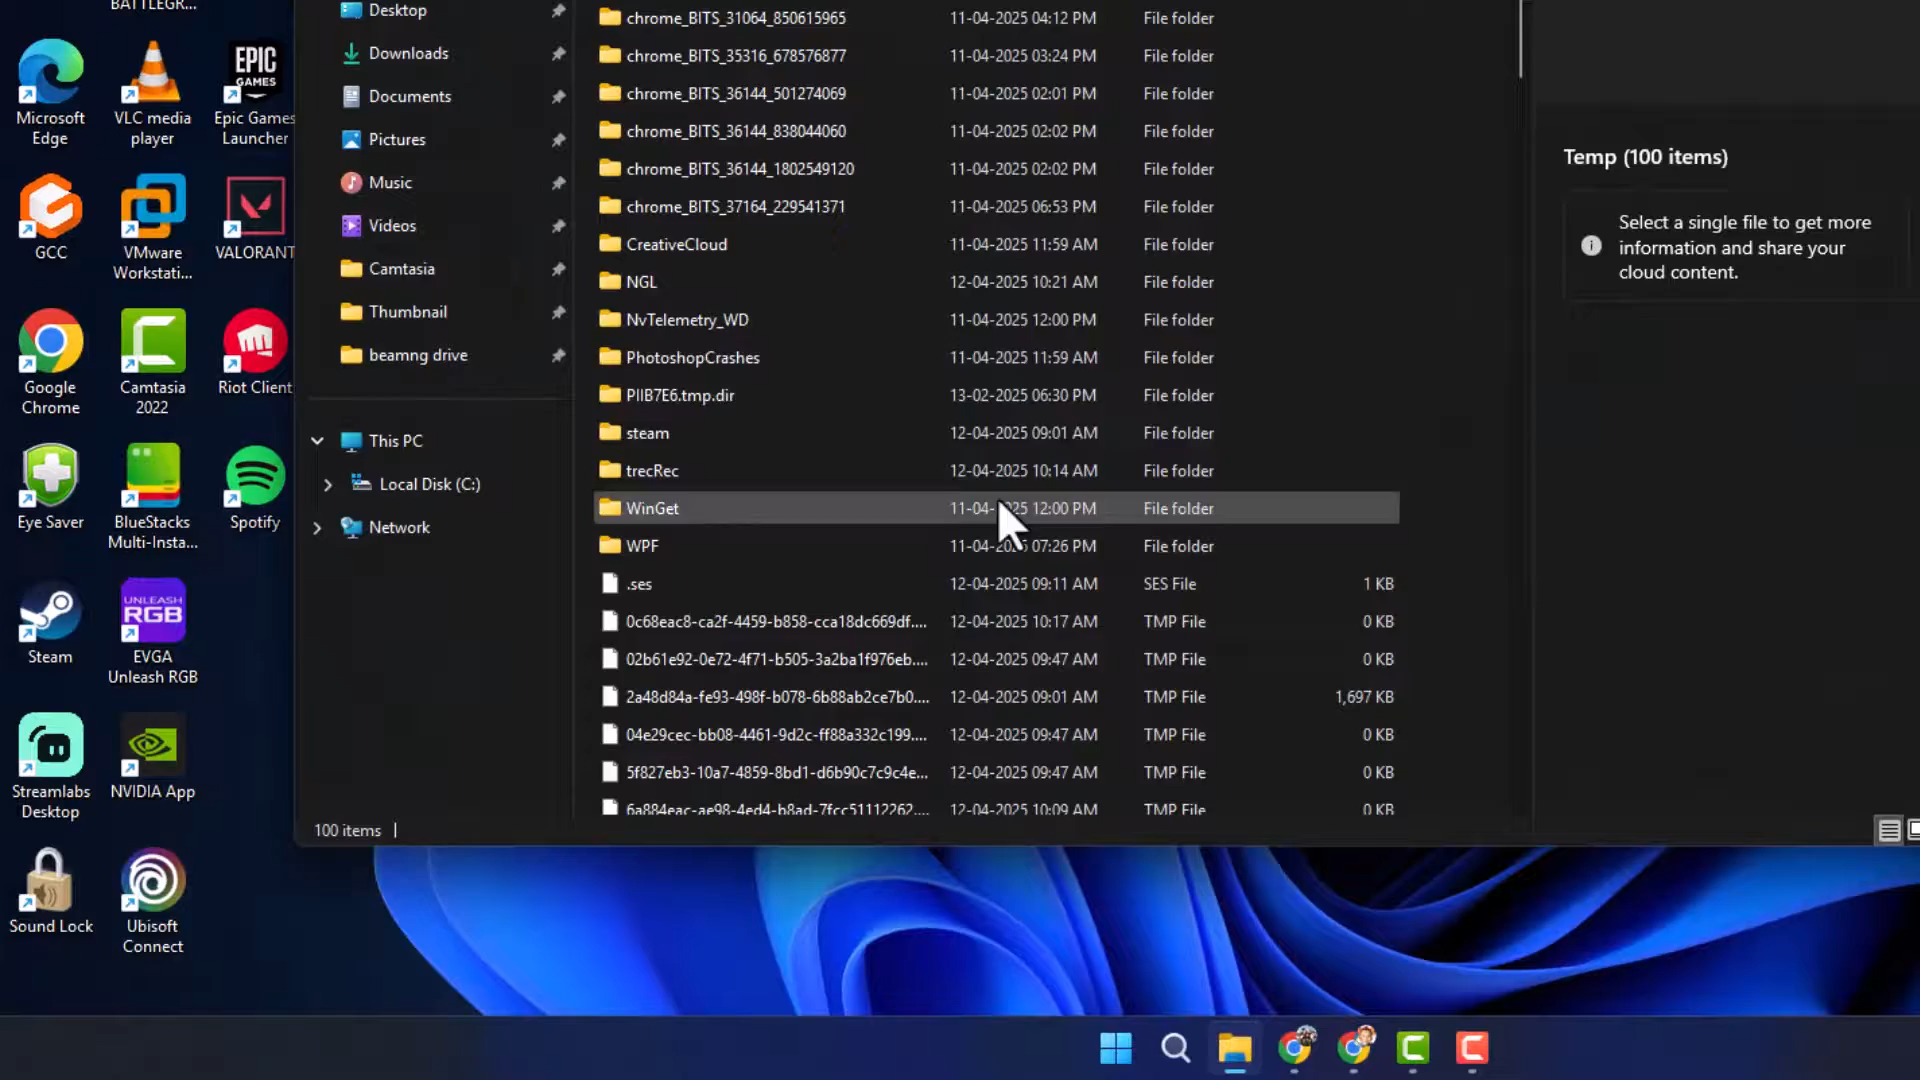 BATTLEGR...
Microsoft
Edge
VLC media
player
EPIC
GAMES
Epic Games
Launcher
GCC
VMware
Workstati...
VALORANT
Google
Chrome
Camtasia
2022
Riot Client
Eye Saver
BlueStacks
Multi-Insta...
Spotify
Steam
UNLEASH
RGB
EVGA
Unleash RGB
Streamlabs
Desktop
NVIDIA App
Sound Lock
Ubisoft
Connect
Desktop
Downloads
Documents
Pictures
Music
Videos
Camtasia
Thumbnail
beamng drive
This PC
Local Disk (C:)
Network
chrome_BITS_31064_850615965 11-04-2025 04:12 PM File folder
chrome_BITS_35316_678576877 11-04-2025 03:24 PM File folder
chrome_BITS_36144_501274069 11-04-2025 02:01 PM File folder
chrome_BITS_36144_838044060 11-04-2025 02:02 PM File folder
chrome_BITS_36144_1802549120 11-04-2025 02:02 PM File folder
chrome_BITS_37164_229541371 11-04-2025 06:53 PM File folder
CreativeCloud 11-04-2025 11:59 AM File folder
NGL 12-04-2025 10:21 AM File folder
NvTelemetry_WD 11-04-2025 12:00 PM File folder
PhotoshopCrashes 11-04-2025 11:59 AM File folder
PIIB7E6.tmp.dir 13-02-2025 06:30 PM File folder
steam 12-04-2025 09:01 AM File folder
trecRec 12-04-2025 10:14 AM File folder
WinGet 11-04-2025 12:00 PM File folder
WPF 11-04-2025 07:26 PM File folder
.ses 12-04-2025 09:11 AM SES File 1 KB
0c68eac8-ca2f-4459-b858-cca18dc669df.... 12-04-2025 10:17 AM TMP File 0 KB
02b61e92-0e72-4f71-b505-3a2ba1f976eb.... 12-04-2025 09:47 AM TMP File 0 KB
2a48d84a-fe93-498f-b078-6b88ab2ce7b0.... 12-04-2025 09:01 AM TMP File 1,697 KB
04e29cec-bb08-4461-9d2c-ff88a332c199.... 12-04-2025 09:47 AM TMP File 0 KB
5f827eb3-10a7-4859-8bd1-d6b90c7c9c4e... 12-04-2025 09:47 AM TMP File 0 KB
6a884eac-ae98-4ed4-b8ad-7fcc51112262.... 12-04-2025 10:09 AM TMP File 0 KB
100 items
Temp (100 items)
Select a single file to get more
information and share your
cloud content.